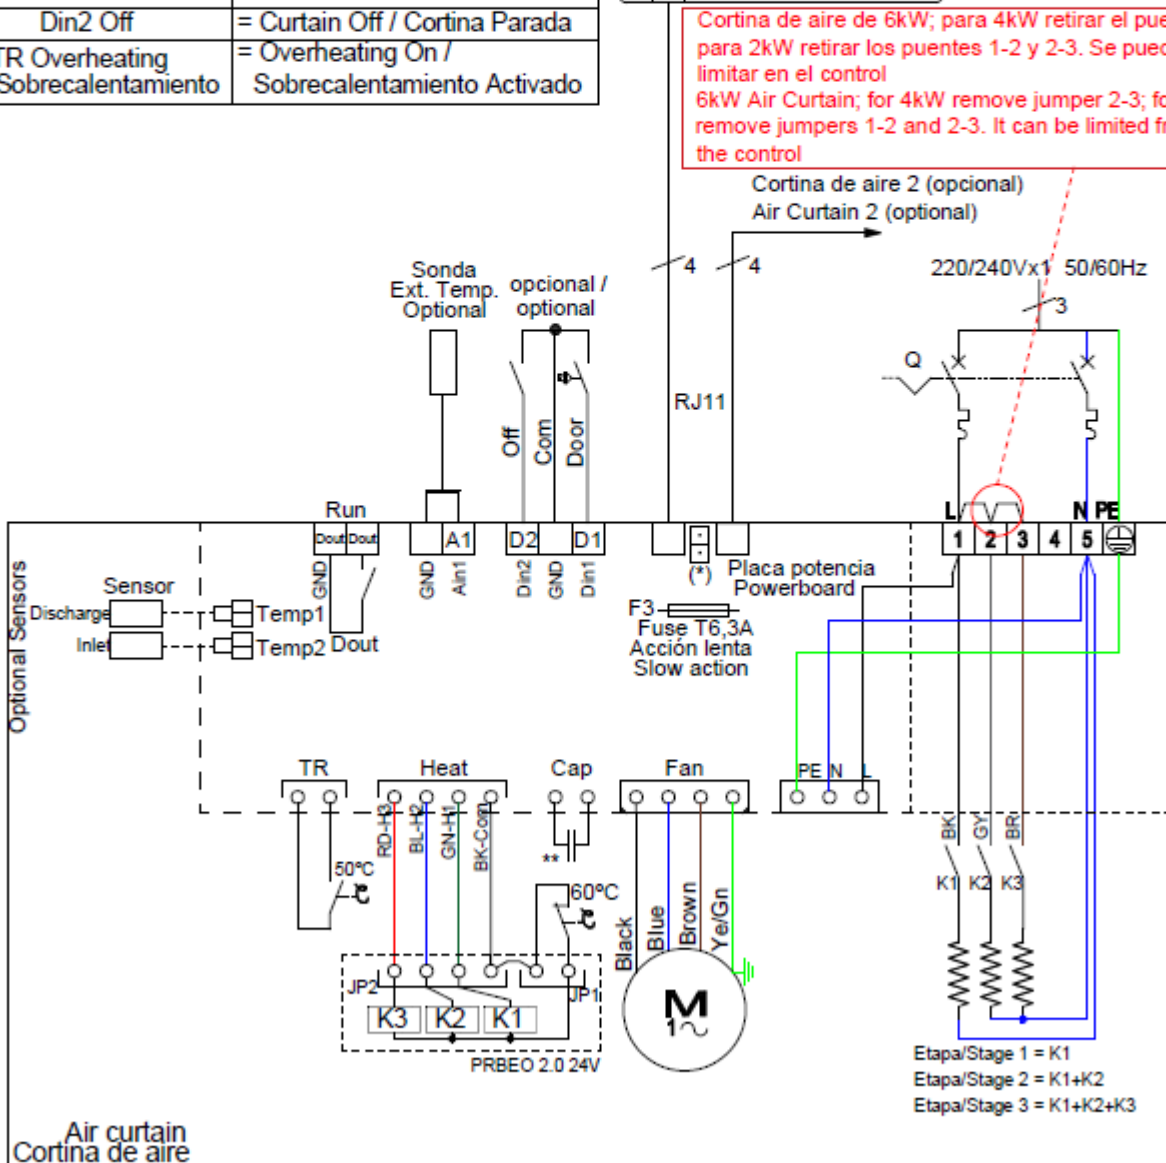 Din2 Off
= Curtain Off / Cortina Parada
TR Overheating
Sobrecalentamiento
= Overheating On /
Sobrecalentamiento Activado
Cortina de aire de 6kW; para 4kW retirar el
para 2kW retirar los puentes 1-2 y 2-3. Se
limitar en el control
6kW Air Curtain; for 4kW remove jumper 2-3;
remove jumpers 1-2 and 2-3. It can be limited
the control
Cortina de aire 2 (opcional)
Air Curtain 2 (optional)
4
4
220/240Vx1 50/60Hz
3
Sonda
Ext. Temp.
Optional
opcional /
optional
Q
RJ11
Off
Com
Door
Run
L
N
PE
Dout
Dout
A1
D2
D1
1
2
3
4
5
GND
GND
Ain1
Din2
GND
Din1
(*)
Placa potencia
Powerboard
Optional Sensors
Sensor
Discharge
Temp1
Inlet
Temp2
Dout
F3
Fuse T6,3A
Acción lenta
Slow action
TR
Heat
Cap
Fan
PE
N
L
RD-H3
BL-H2
GN-H1
BK-Com
**
50ºC
60ºC
Black
Blue
Brown
Ye/Gn
BK
GY
BR
K1
K2
K3
JP2
JP1
K3
K2
K1
M
1
PRBEO 2.0 24V
Etapa/Stage 1 = K1
Etapa/Stage 2 = K1+K2
Etapa/Stage 3 = K1+K2+K3
Air curtain
Cortina de aire